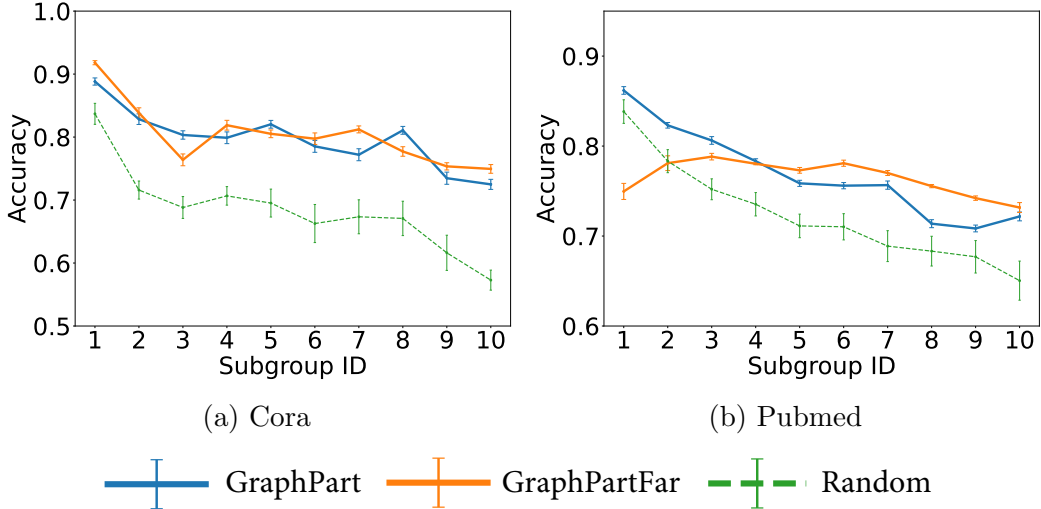 1.0
0.9
0.8
0.7
0.6
0.5
Accuracy
1 2 3 4 5 6 7 8 9 10
Subgroup ID
(a) Cora
0.9
0.8
0.7
0.6
Accuracy
1 2 3 4 5 6 7 8 9 10
Subgroup ID
(b) Pubmed
GraphPart GraphPartFar Random